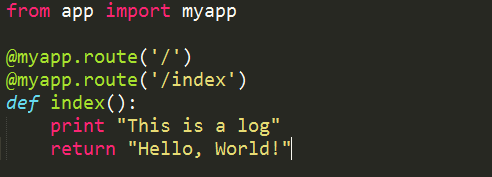 from app import myapp
@myapp.route('/')
@myapp.route('/index')
def index():
print "This is a log"
return "Hello, World!"